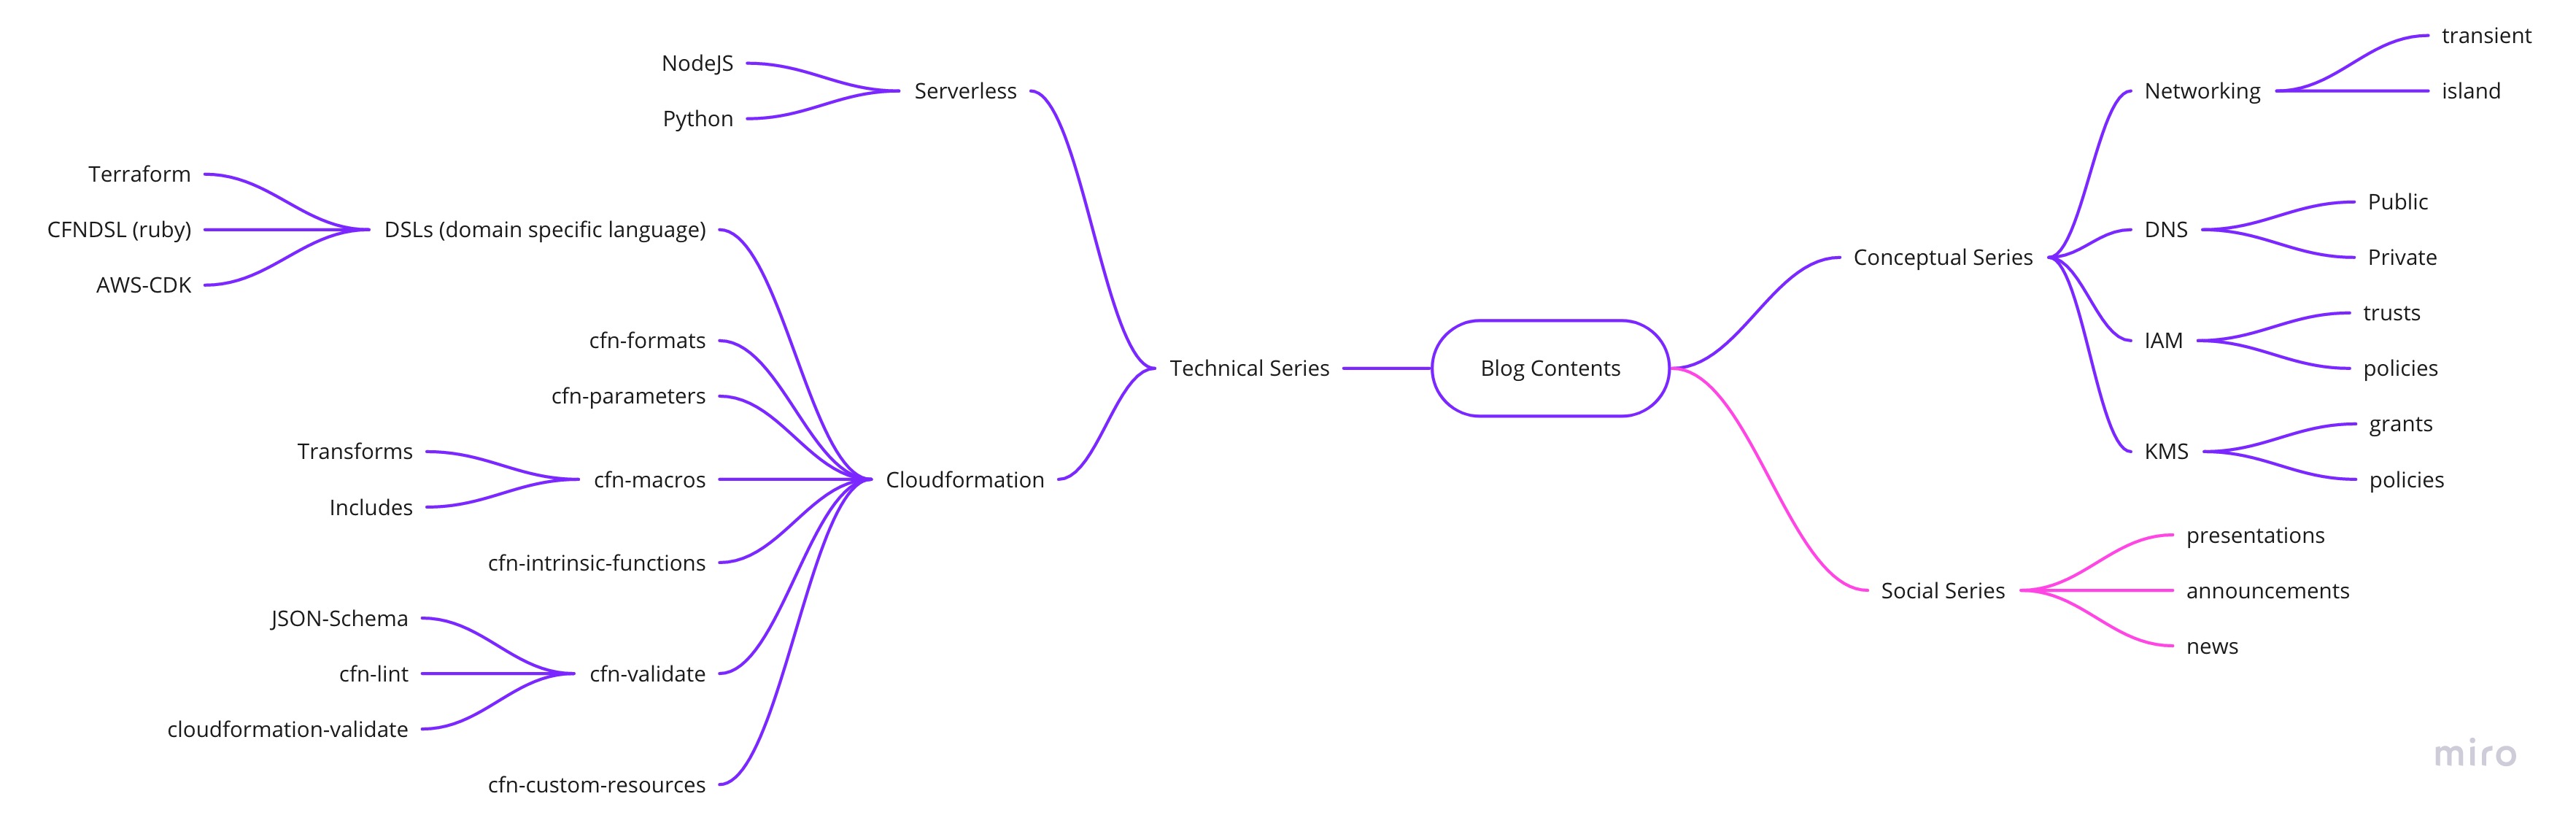 NodeJS
Python
Serverless
Terraform
CFNDSL (ruby)
AWS-CDK
DSLs (domain specific language)
cfn-formats
cfn-parameters
Transforms
Includes
cfn-macros
cfn-intrinsic-functions
JSON-Schema
cfn-lint
cloudformation-validate
cfn-validate
cfn-custom-resources
Cloudformation
Technical Series
Blog Contents
Conceptual Series
Networking
transient
island
DNS
Public
Private
IAM
trusts
policies
KMS
grants
policies
Social Series
presentations
announcements
news
miro